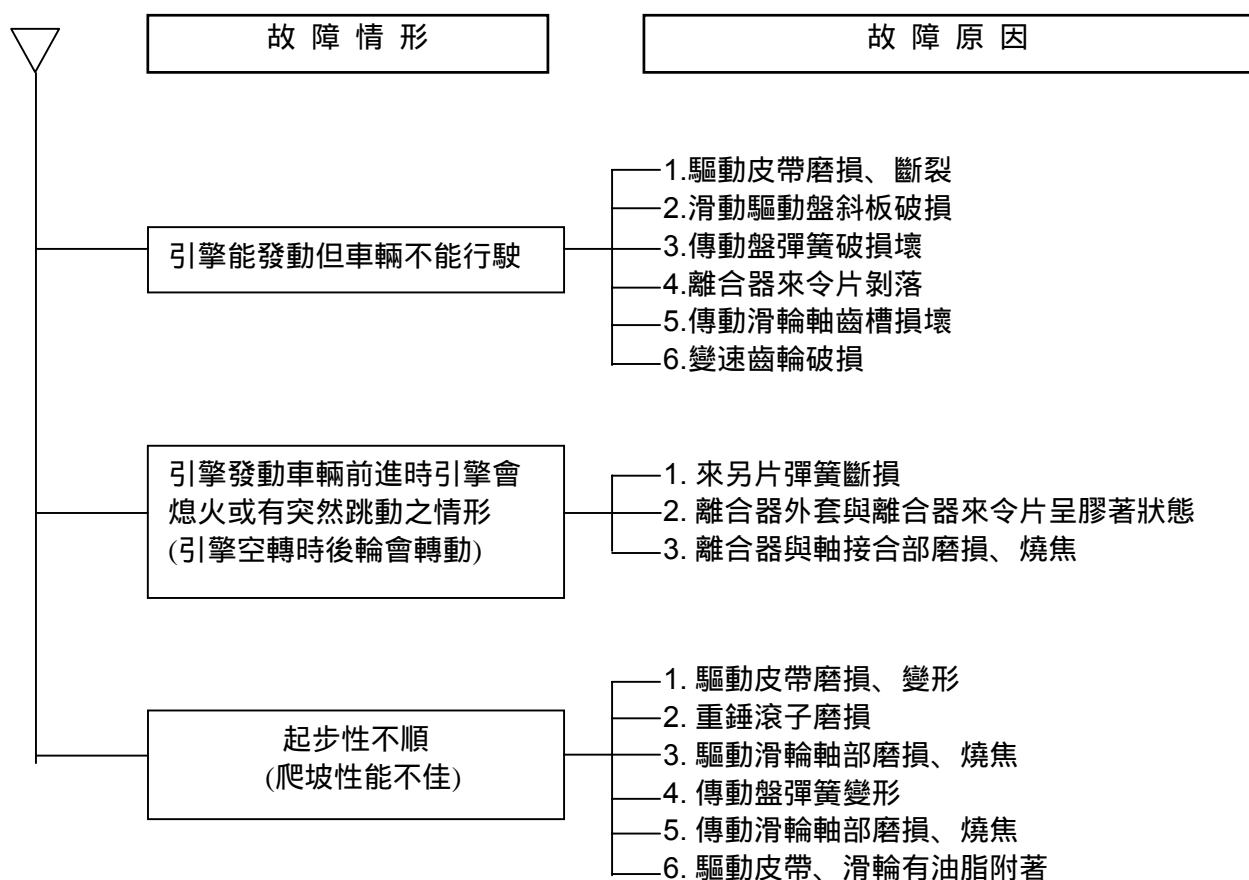 故 障 情 形
故 障 原 因
引擎能發動但車輛不能行駛
1.驅動皮帶磨損、斷裂
2.滑動驅動盤斜板破損
3.傳動盤彈簧破損壞
4.離合器來令片剝落
5.傳動滑輪軸齒槽損壞
6.變速齒輪破損
引擎發動車輛前進時引擎會
熄火或有突然跳動之情形
(引擎空轉時後輪會轉動)
1. 來另片彈簧斷損
2. 離合器外套與離合器來令片呈膠著狀態
3. 離合器與軸接合部磨損、燒焦
起步性不順
(爬坡性能不佳)
1. 驅動皮帶磨損、變形
2. 重錘滾子磨損
3. 驅動滑輪軸部磨損、燒焦
4. 傳動盤彈簧變形
5. 傳動滑輪軸部磨損、燒焦
6. 驅動皮帶、滑輪有油脂附著